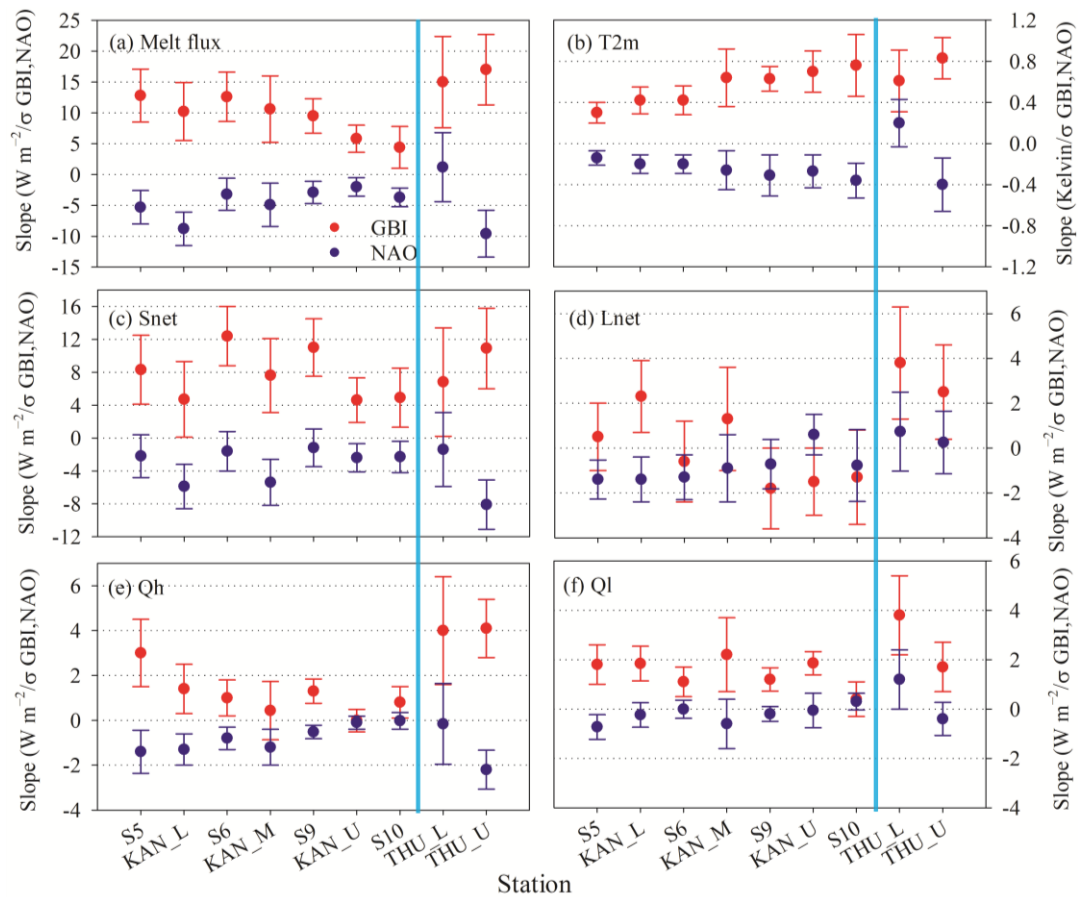 (a) Melt flux
25
20
15
10
5
0
-5
-10
-15
Slope (W m⁻²/σ GBI,NAO)
GBI
NAO
(b) T2m
1.2
0.8
0.4
0.0
-0.4
-0.8
-1.2
Slope (Kelvin/σ GBI,NAO)
(c) Snet
16
12
8
4
0
-4
-8
-12
Slope (W m⁻²/σ GBI,NAO)
(d) Lnet
6
4
2
0
-2
-4
Slope (W m⁻²/σ GBI,NAO)
(e) Qh
6
4
2
0
-2
-4
Slope (W m⁻²/σ GBI,NAO)
(f) Ql
6
4
2
0
-2
-4
Slope (W m⁻²/σ GBI,NAO)
S5
KAN_L
S6
KAN_M
S9
KAN_U
S10
THU_L
THU_U
S5
KAN_L
S6
KAN_M
S9
KAN_U
S10
THU_L
THU_U
Station